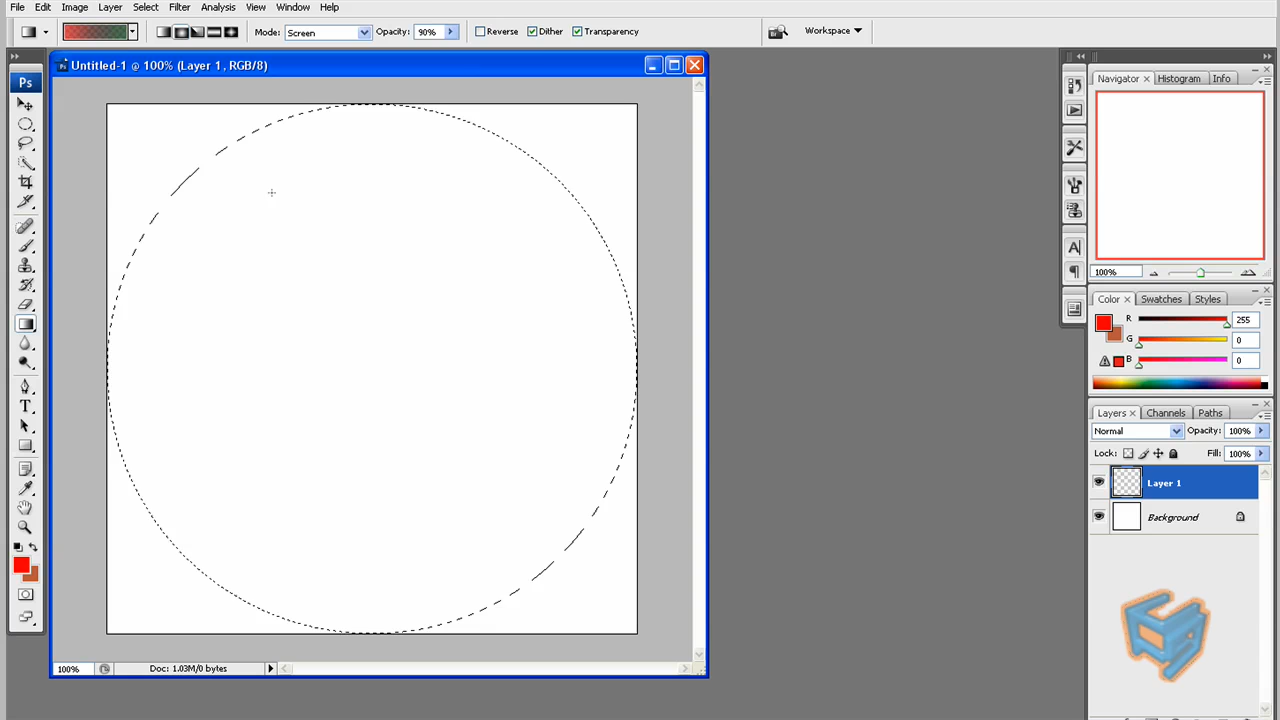 File Edit Image Layer Select Filter Analysis View Window Help
Mode: Screen Opacity: 90% Reverse Dither Transparency Workspace
Ps Untitled-1 @ 100% (Layer 1, RGB/8)
Ps
T
100% Doc: 1.03M/0 bytes
Navigator × Histogram Info
A
100%
Color × Swatches Styles
R 255
G 0
B 0
Layers × Channels Paths
Normal Opacity: 100%
Lock: Fill: 100%
Layer 1
Background